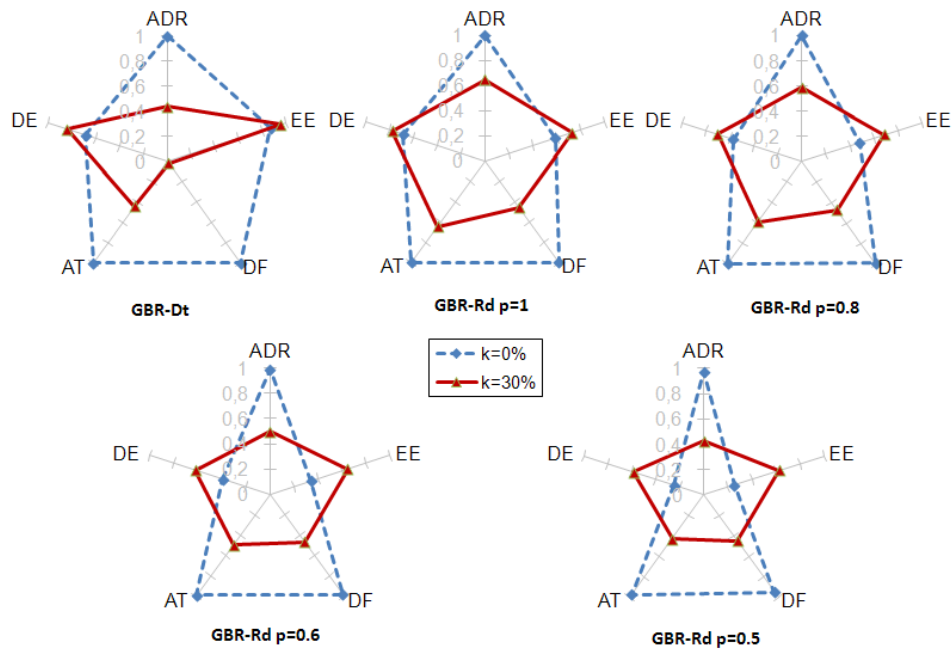 ADR
1
0,8
0,6
0,4
0,2
0
DE
EE
AT
DF
GBR-Dt
ADR
1
0,8
0,6
0,4
0,2
0
DE
EE
AT
DF
GBR-Rd p=1
ADR
1
0,8
0,6
0,4
0,2
0
DE
EE
AT
DF
GBR-Rd p=0.8
k=0%
k=30%
ADR
1
0,8
0,6
0,4
0,2
0
DE
EE
AT
DF
GBR-Rd p=0.6
ADR
1
0,8
0,6
0,4
0,2
0
DE
EE
AT
DF
GBR-Rd p=0.5